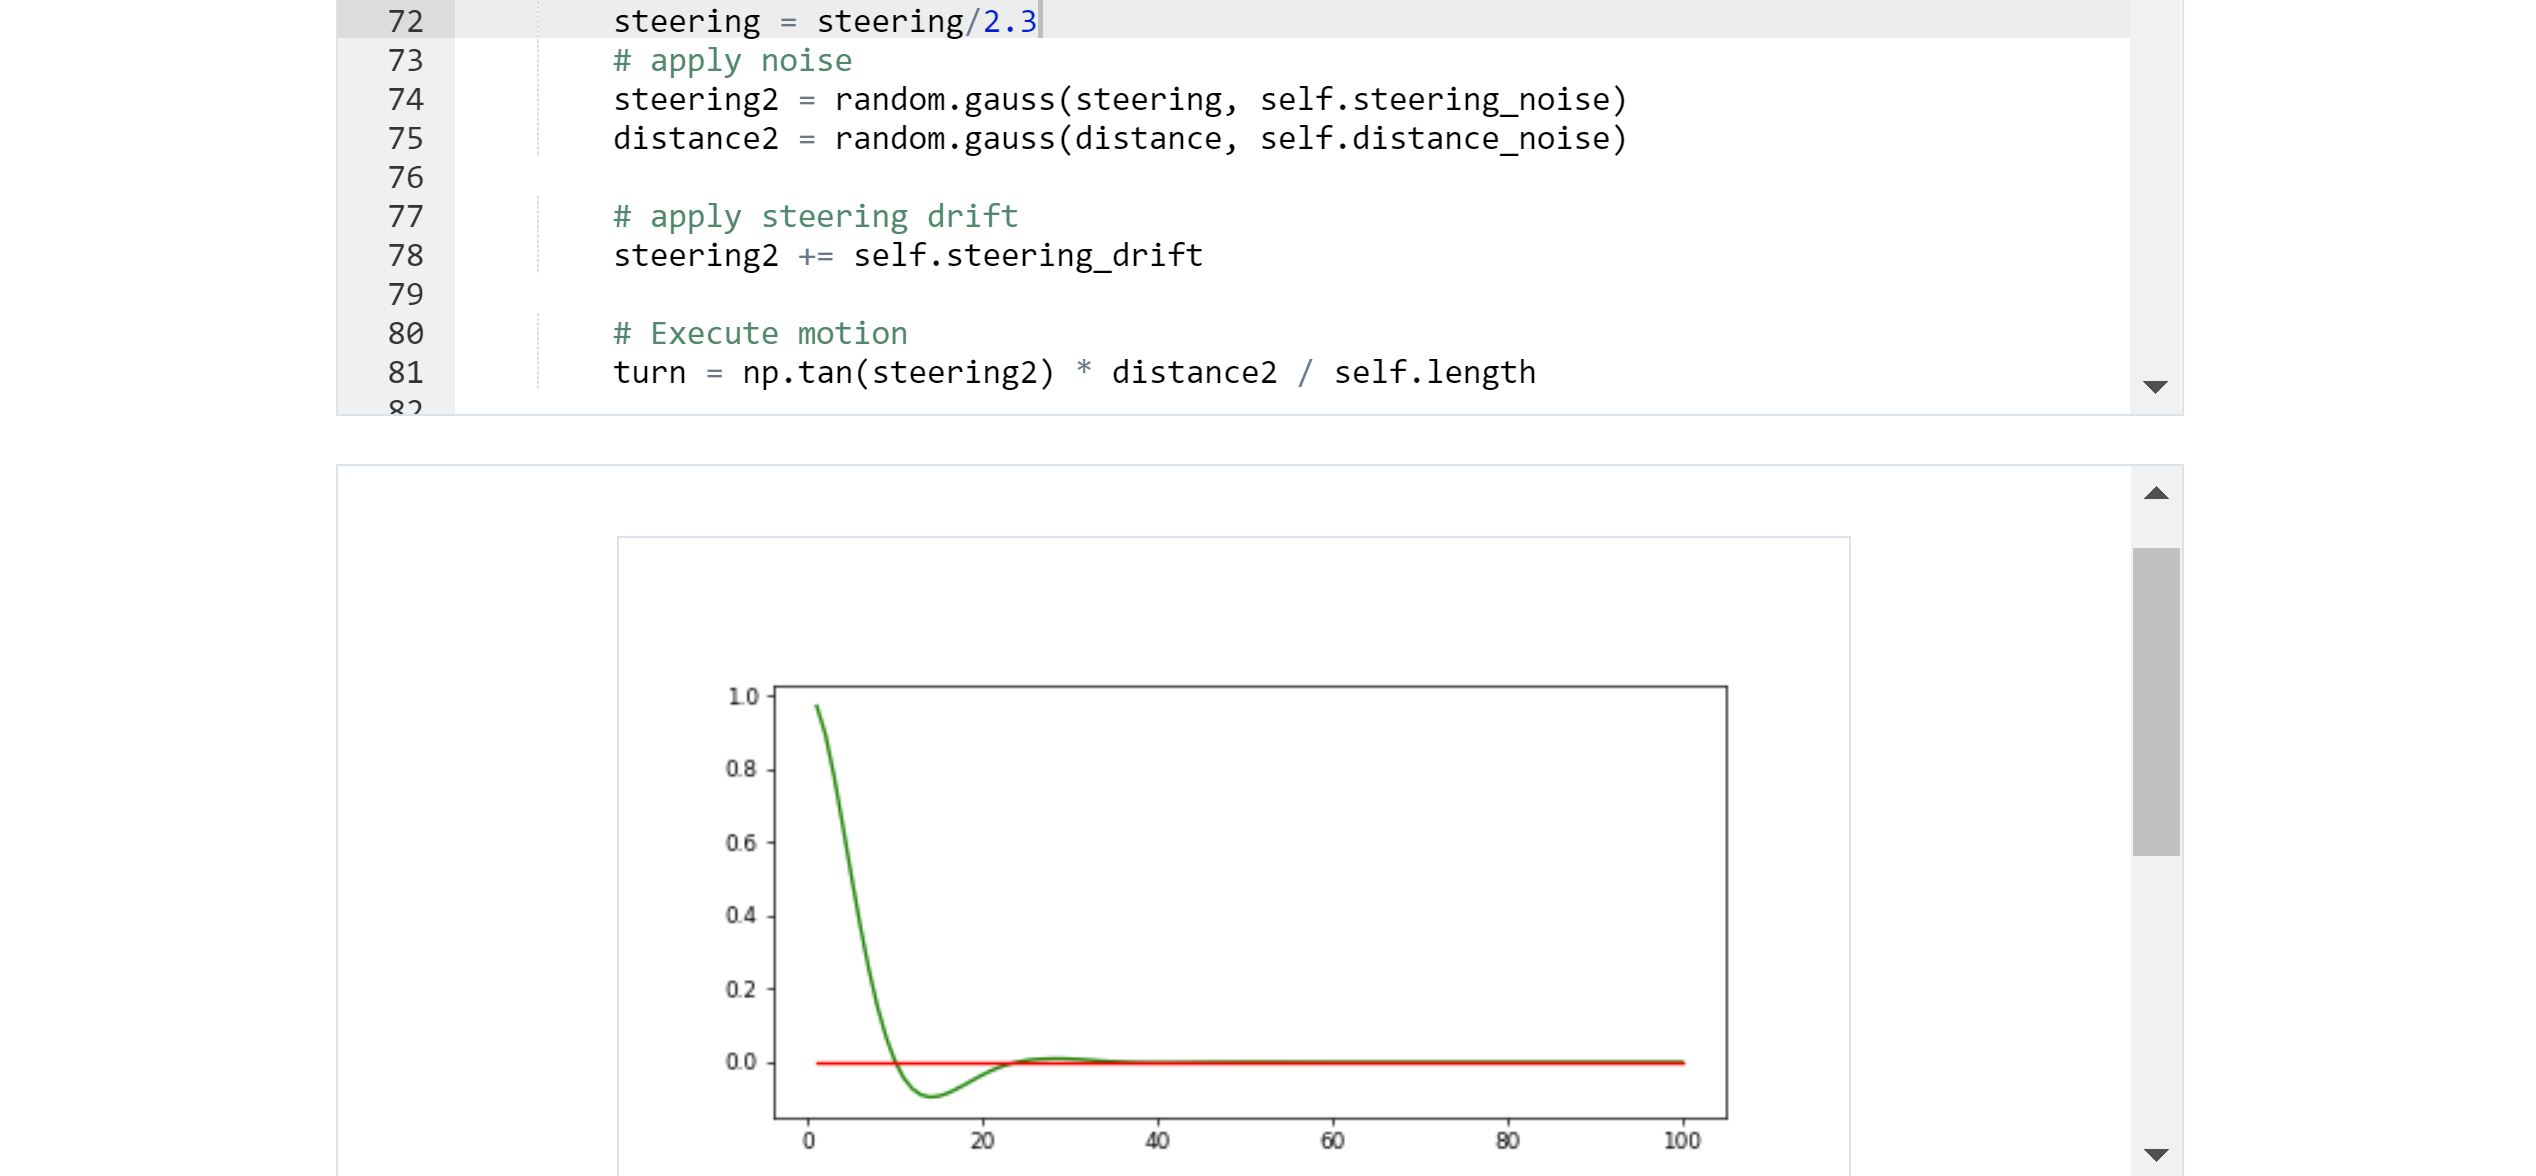 72 steering = steering/2.3
73 # apply noise
74 steering2 = random.gauss(steering, self.steering_noise)
75 distance2 = random.gauss(distance, self.distance_noise)
76
77 # apply steering drift
78 steering2 += self.steering_drift
79
80 # Execute motion
81 turn = np.tan(steering2) * distance2 / self.length
82
1.0
0.8
0.6
0.4
0.2
0.0
0 20 40 60 80 100